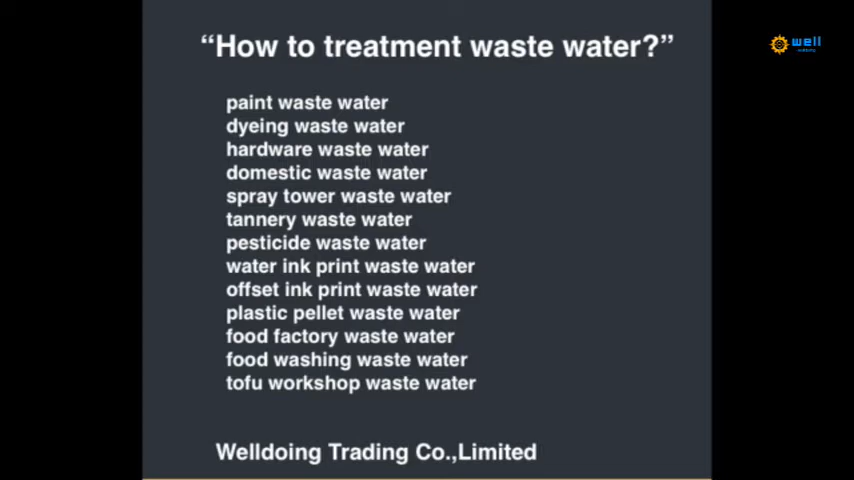 “How to treatment waste water?”
well
paint waste water
dyeing waste water
hardware waste water
domestic waste water
spray tower waste water
tannery waste water
pesticide waste water
water ink print waste water
offset ink print waste water
plastic pellet waste water
food factory waste water
food washing waste water
tofu workshop waste water
Welldoing Trading Co.,Limited